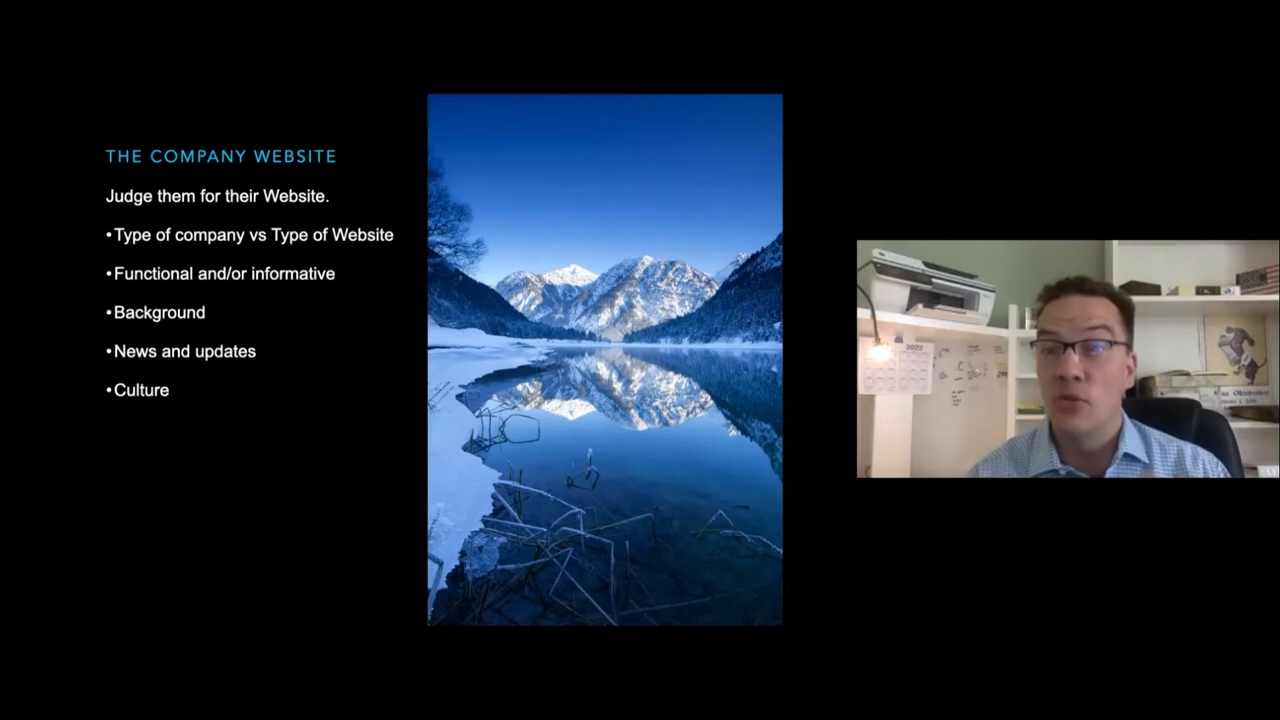 THE COMPANY WEBSITE
Judge them for their Website.
•Type of company vs Type of Website
•Functional and/or informative
•Background
•News and updates
•Culture
2022